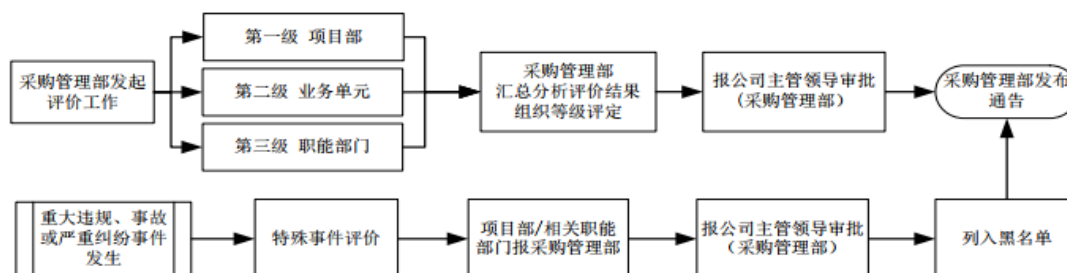 采购管理部发起
评价工作
第一级 项目部
第二级 业务单元
第三级 职能部门
采购管理部
汇总分析评价结果
组织等级评定
报公司主管领导审批
(采购管理部）
采购管理部发布
通告
重大违规、事故
或严重纠纷事件
发生
特殊事件评价
项目部/相关职能
部门报采购管理部
报公司主管领导审批
（采购管理部）
列入黑名单